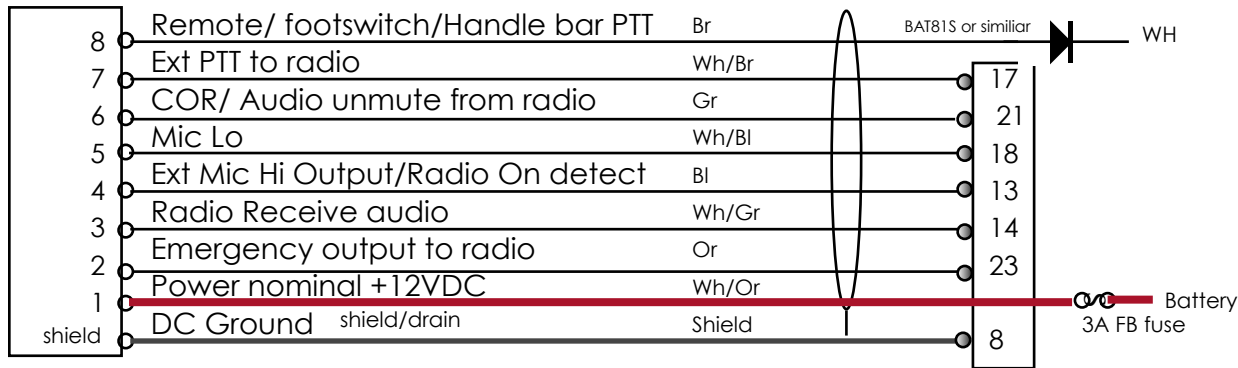 8 Remote/ footswitch/Handle bar PTT Br BAT81S or similiar WH
7 Ext PTT to radio Wh/Br 17
6 COR/ Audio unmute from radio Gr 21
5 Mic Lo Wh/Bl 18
4 Ext Mic Hi Output/Radio On detect Bl 13
3 Radio Receive audio Wh/Gr 14
2 Emergency output to radio Or 23
1 Power nominal +12VDC Wh/Or Battery
3A FB fuse
shield DC Ground shield/drain Shield 8